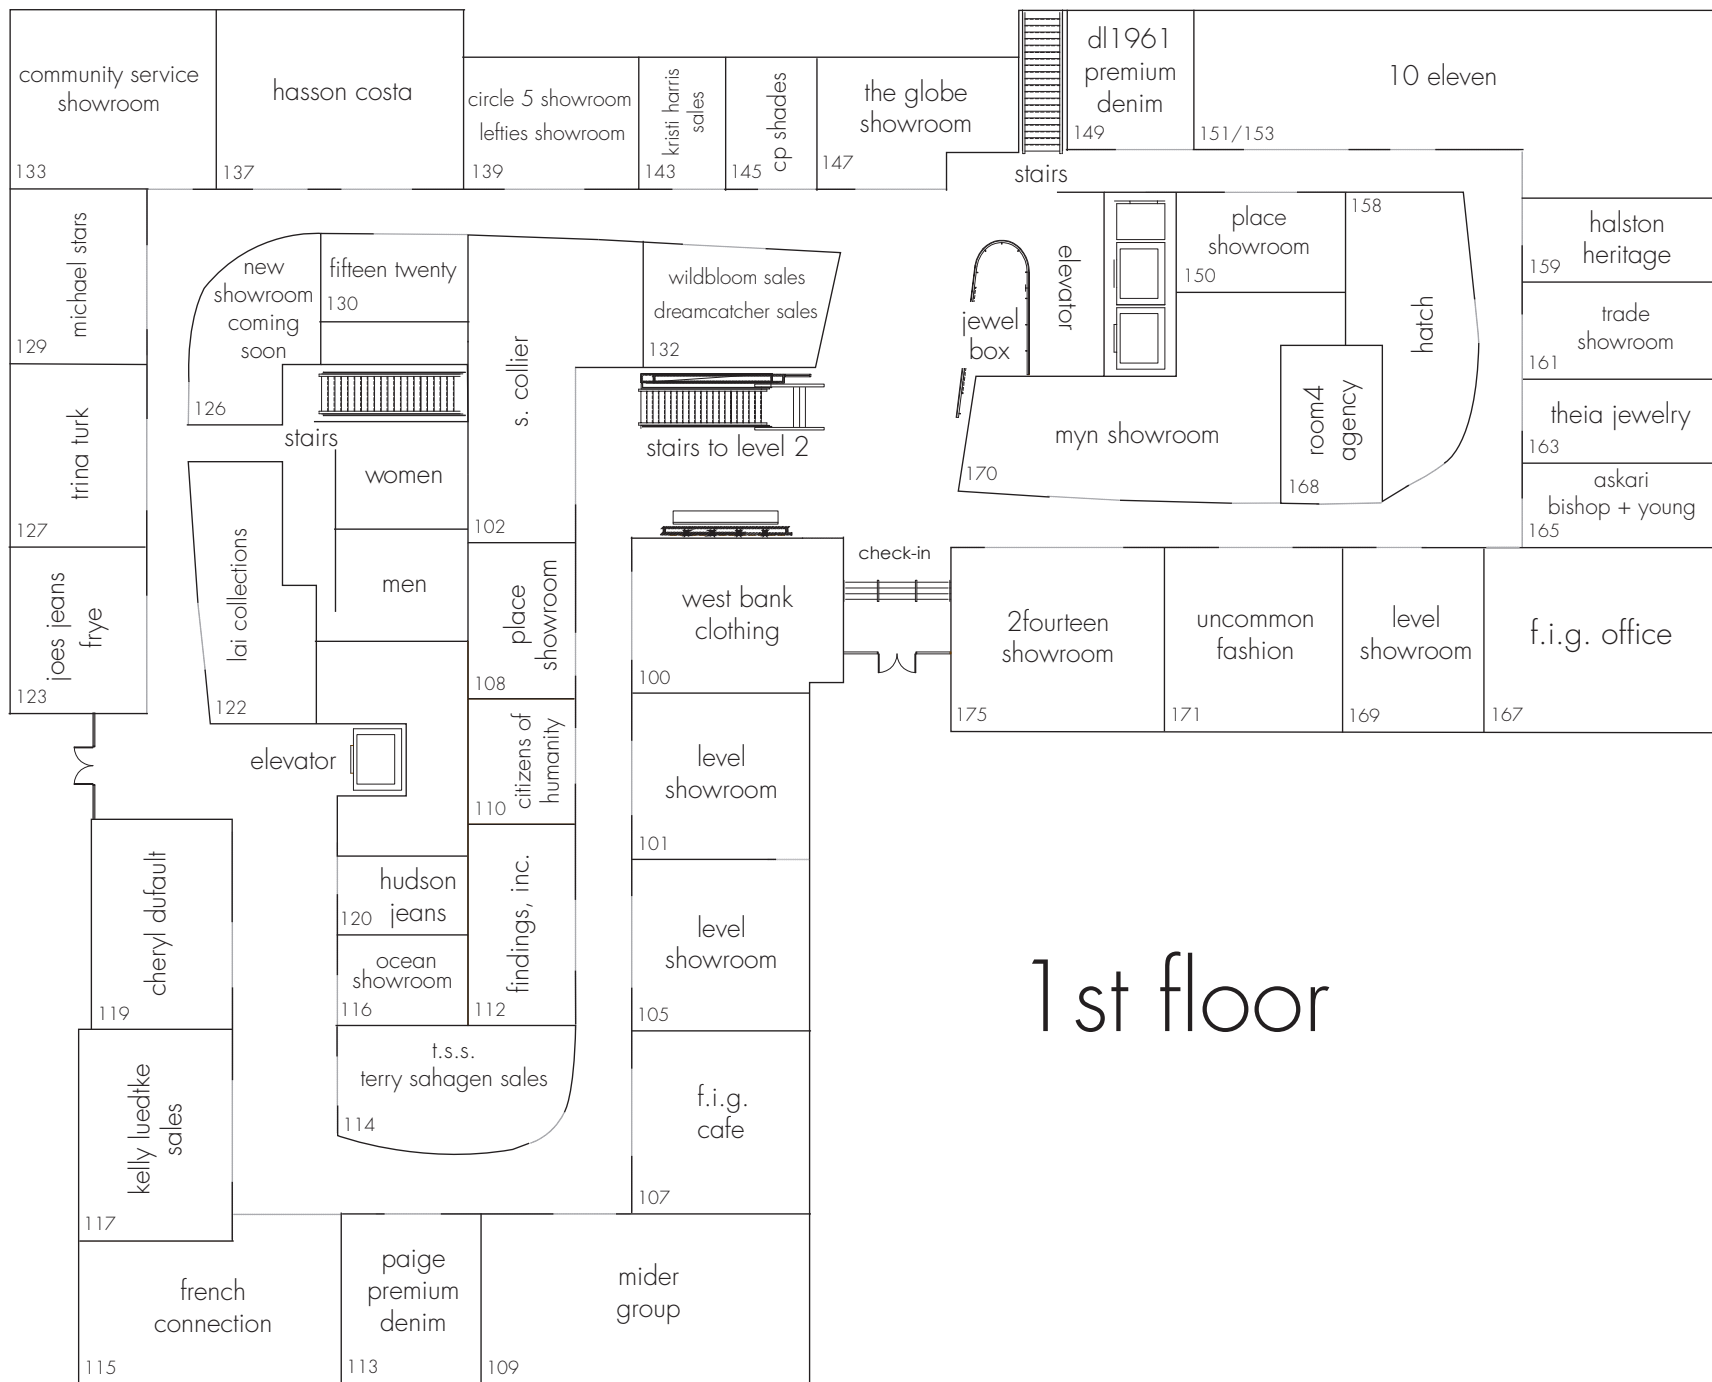 community service
showroom
133
hasson costa
137
circle 5 showroom
lefties showroom
139
kristi harris
sales
143
cp shades
145
the globe
showroom
147
stairs
dl1961
premium
denim
149
10 eleven
151/153
michael stars
129
new
showroom
coming
soon
126
fifteen twenty
130
s. collier
102
wildbloom sales
dreamcatcher sales
132
jewel
box
elevator
place
showroom
150
158
hatch
halston
heritage
159
trade
showroom
161
theia jewelry
163
askari
bishop + young
165
trina turk
127
stairs
women
men
stairs to level 2
myn showroom
170
room4
agency
168
joes jeans
frye
123
lai collections
122
place
showroom
108
west bank
clothing
100
check-in
2fourteen
showroom
175
uncommon
fashion
171
level
showroom
169
f.i.g. office
167
elevator
citizens of
humanity
110
level
showroom
101
cheryl dufault
119
hudson
jeans
120
ocean
showroom
116
findings, inc.
112
level
showroom
105
1st floor
kelly luedtke
sales
117
t.s.s.
terry sahagen sales
114
f.i.g.
cafe
107
french
connection
115
paige
premium
denim
113
mider
group
109